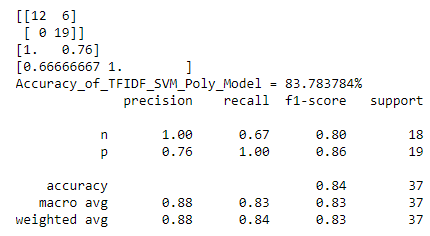 [[12  6]
 [ 0 19]]
[1.   0.76]
[0.66666667 1.        ]
Accuracy_of_TFIDF_SVM_Poly_Model = 83.783784%
              precision    recall  f1-score   support

           n       1.00      0.67      0.80        18
           p       0.76      1.00      0.86        19

    accuracy                           0.84        37
   macro avg       0.88      0.83      0.83        37
weighted avg       0.88      0.84      0.83        37